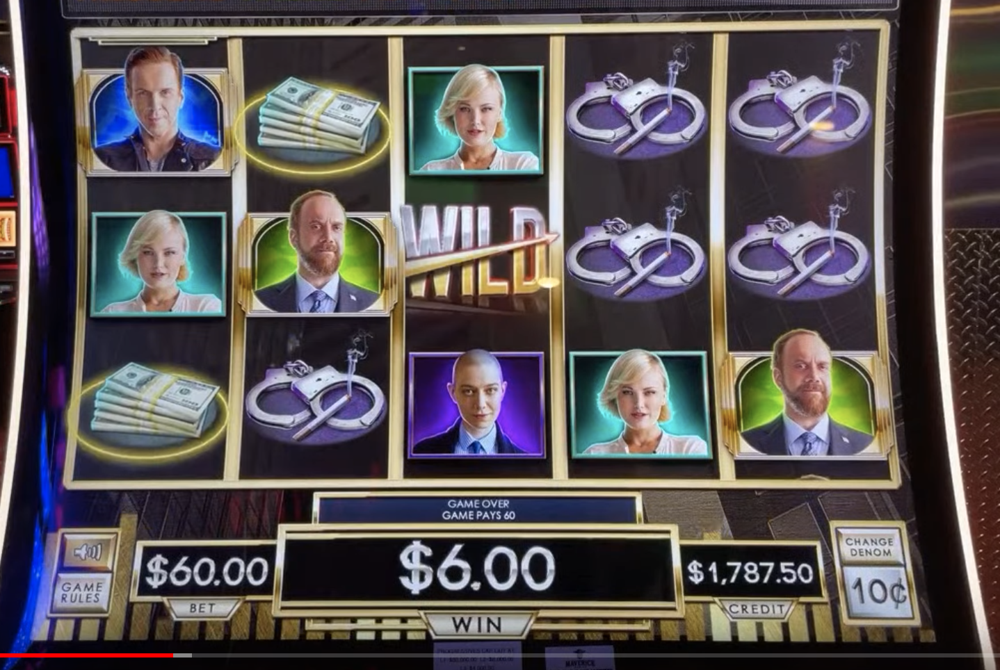 WILD
GAME OVER
GAME PAYS 60
$60.00
BET
$6.00
WIN
$1,787.50
CREDIT
GAME
RULES
CHANGE
DENOM
10¢
MAVERICK